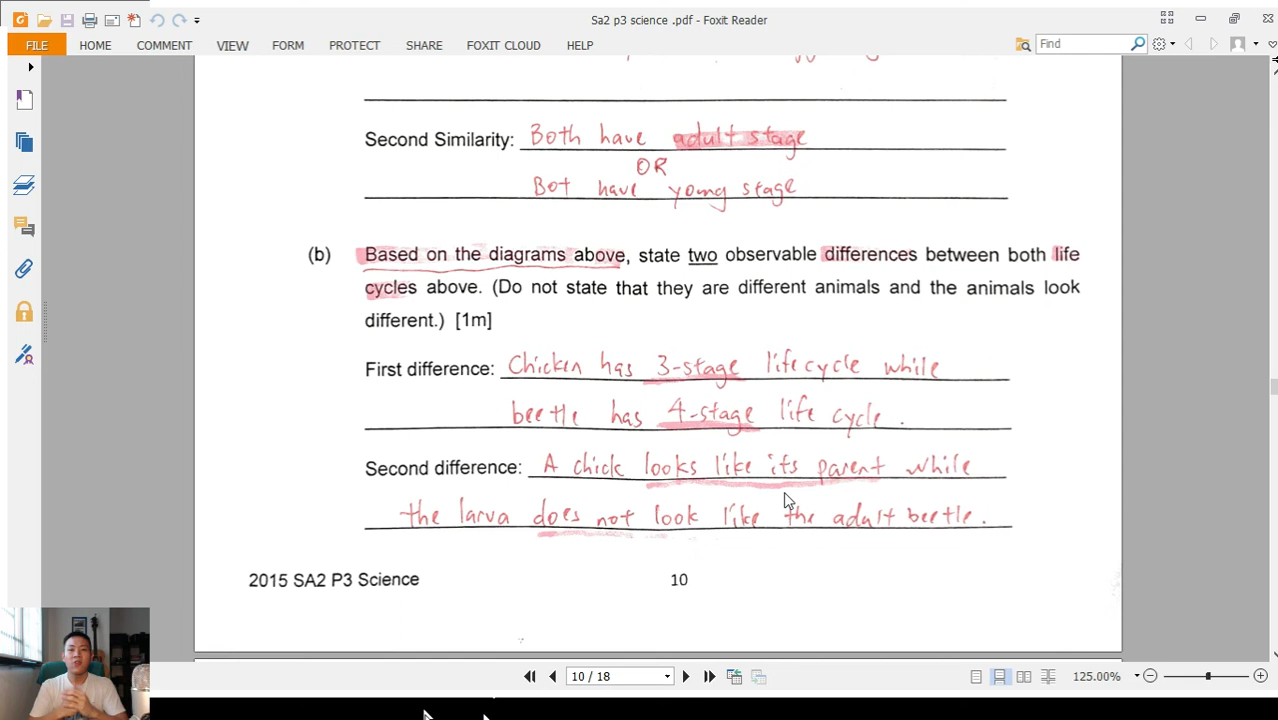 Sa2 p3 science .pdf - Foxit Reader
FILE HOME COMMENT VIEW FORM PROTECT SHARE FOXIT CLOUD HELP Find
Second Similarity: Both have adult stage
OR
Bot have young stage
(b) Based on the diagrams above, state two observable differences between both life
cycles above. (Do not state that they are different animals and the animals look
different.) [1m]
First difference: Chicken has 3-stage life cycle while
beetle has 4-stage life cycle.
Second difference: A chick looks like its parent while
the larva does not look like the adult beetle.
2015 SA2 P3 Science 10
10 / 18 125.00%